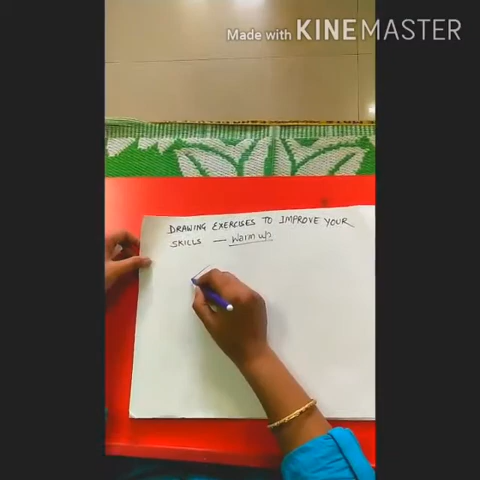 Made with KINEMASTER
DRAWING EXERCISES TO IMPROVE YOUR
SKILLS — Warm ups